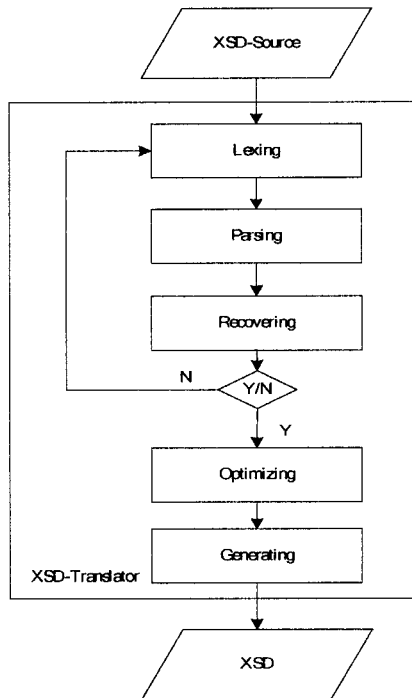 XSD-Source
Lexing
Parsing
Recovering
N
Y/N
Y
Optimizing
Generating
XSD-Translator
XSD